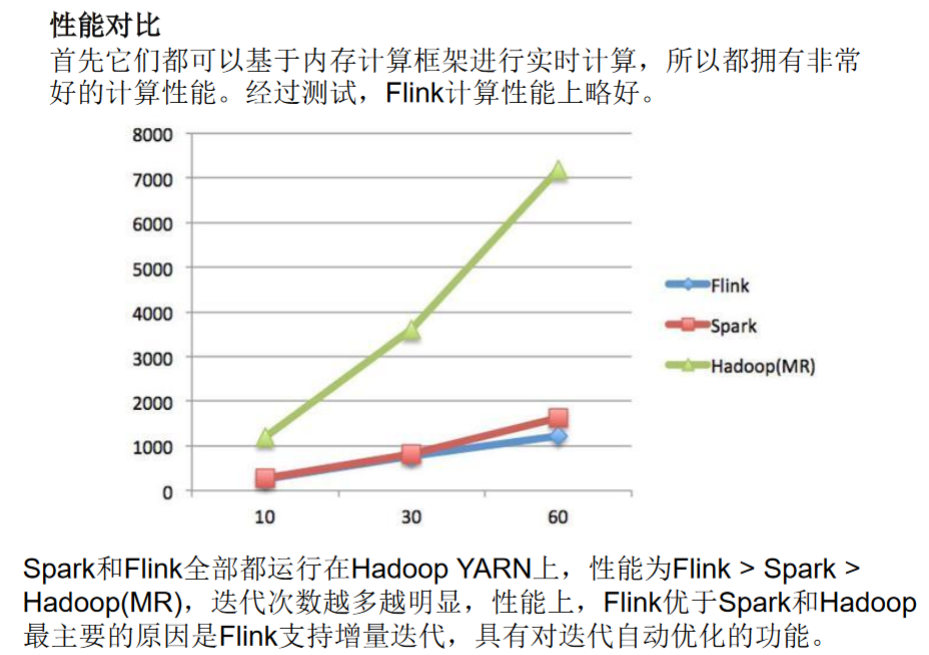 性能对比
首先它们都可以基于内存计算框架进行实时计算，所以都拥有非常
好的计算性能。经过测试，Flink计算性能上略好。
8000
7000
6000
5000
4000
3000
2000
1000
0
10 30 60
Flink
Spark
Hadoop(MR)
Spark和Flink全部都运行在Hadoop YARN上，性能为Flink > Spark >
Hadoop(MR)，迭代次数越多越明显，性能上，Flink优于Spark和Hadoop
最主要的原因是Flink支持增量迭代，具有对迭代自动优化的功能。